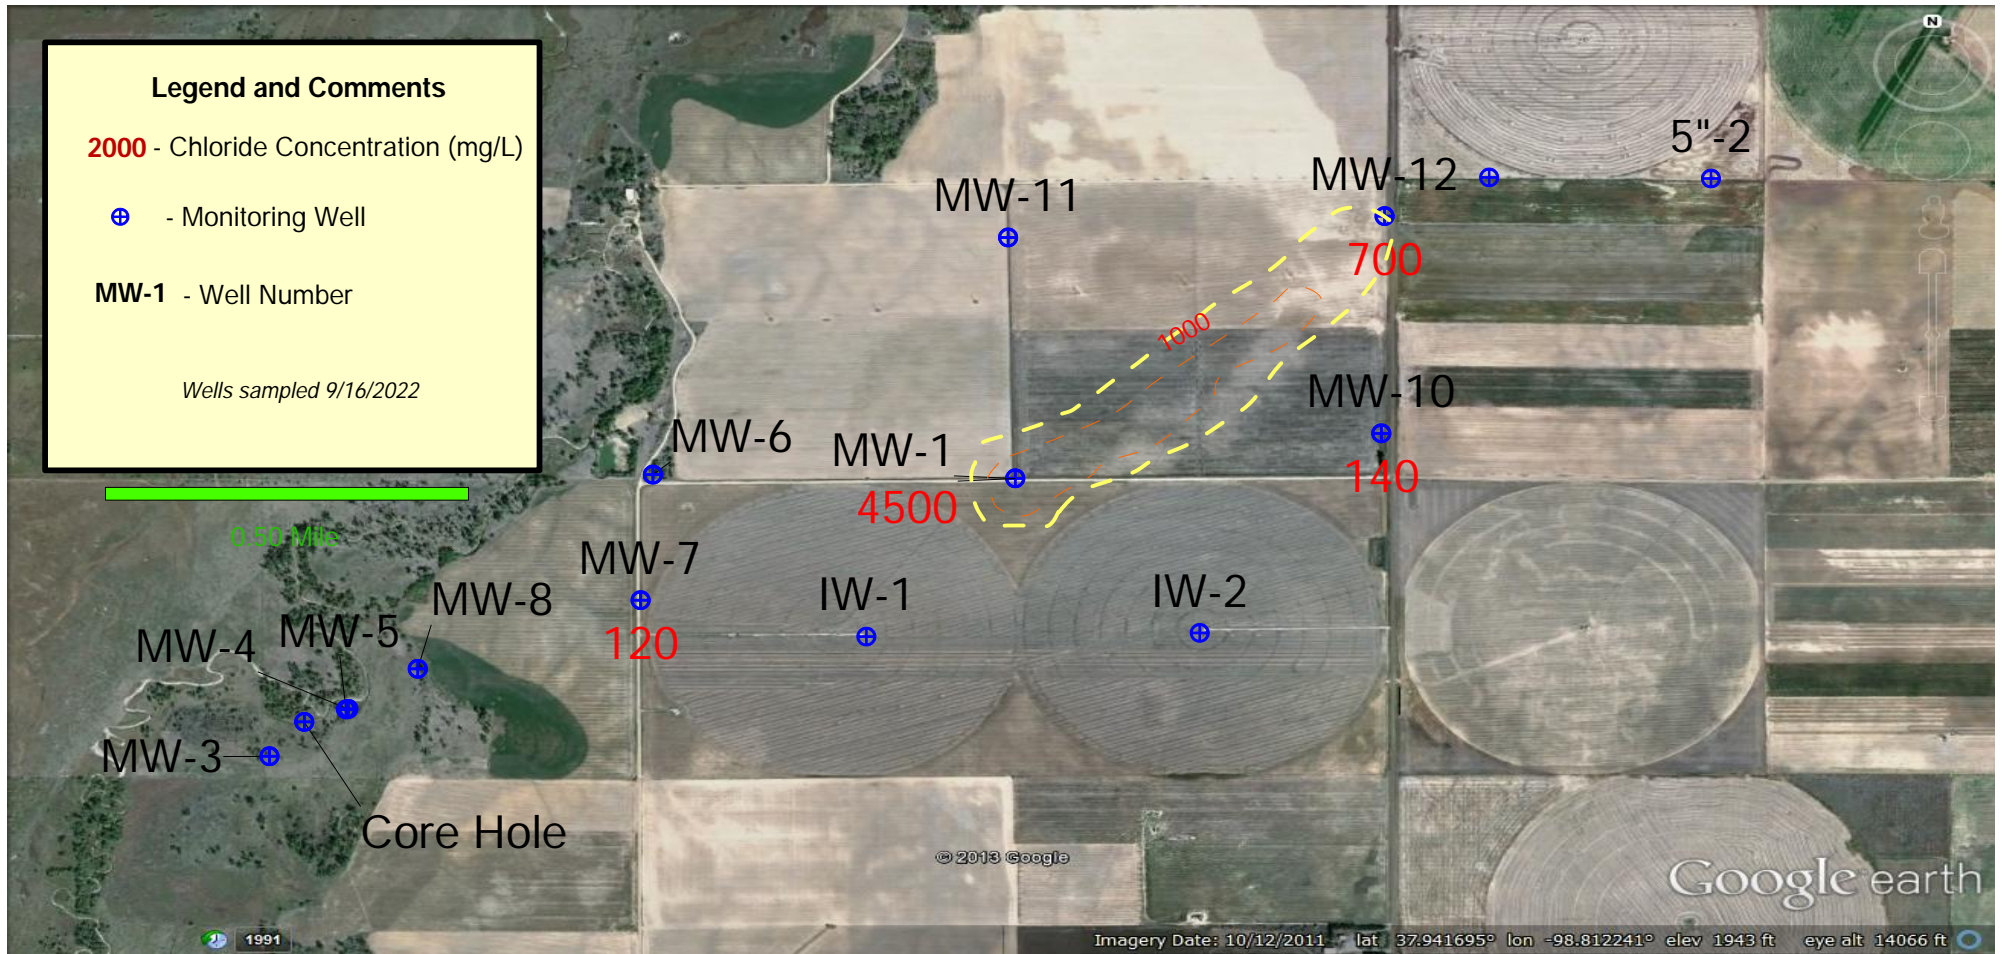 Legend and Comments
2000 - Chloride Concentration (mg/L)
- Monitoring Well
MW-1 - Well Number
Wells sampled 9/16/2022
0.50 Mile
N
5"-2
MW-12
700
MW-11
1000
MW-10
140
MW-6
MW-1
4500
MW-7
120
IW-1
IW-2
MW-8
MW-5
MW-4
MW-3
Core Hole
© 2013 Google
Google earth
1991
Imagery Date: 10/12/2011 lat 37.941695° lon -98.812241° elev 1943 ft eye alt 14066 ft